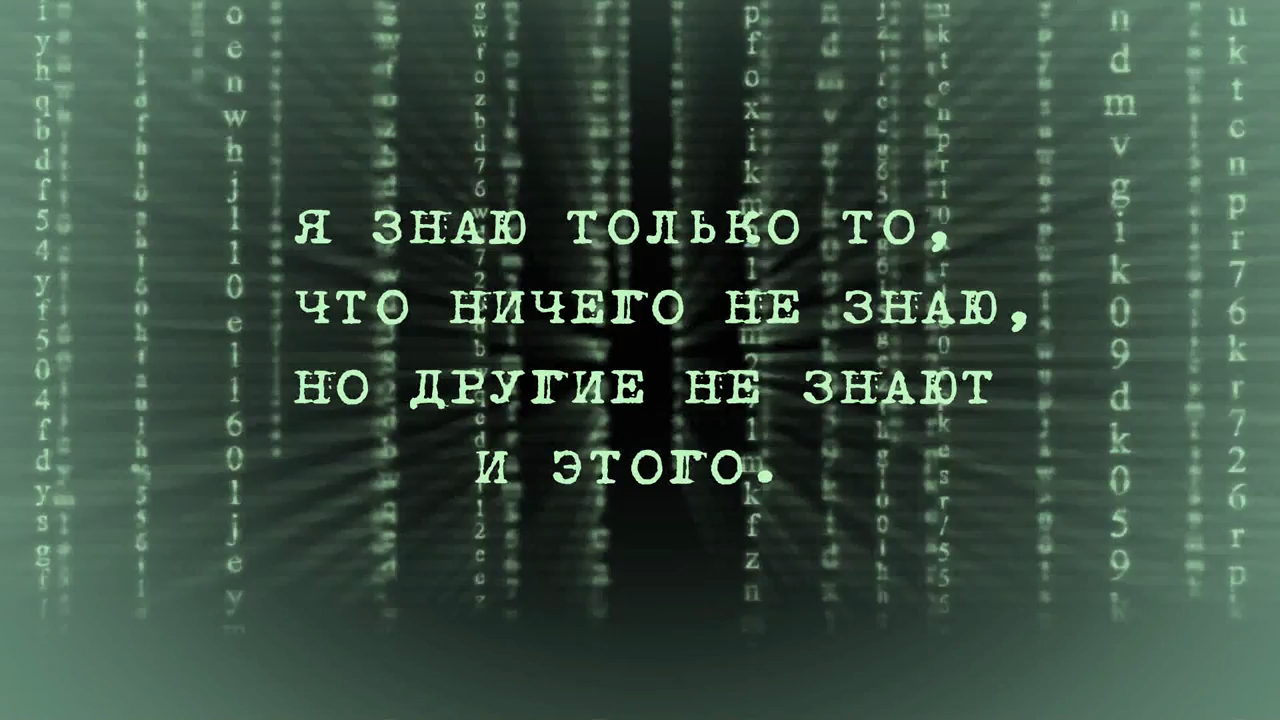 Я ЗНАЮ ТОЛЬКО ТО,
ЧТО НИЧЕГО НЕ ЗНАЮ,
НО ДРУГИЕ НЕ ЗНАЮТ
И ЭТОГО.